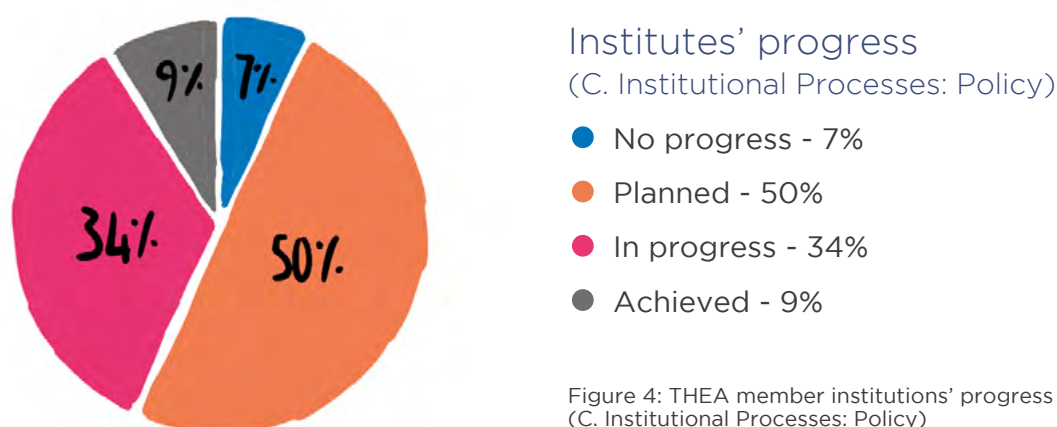 9%
7%
34%
50%
Institutes' progress
(C. Institutional Processes: Policy)
No progress - 7%
Planned - 50%
In progress - 34%
Achieved - 9%
Figure 4: THEA member institutions' progress
(C. Institutional Processes: Policy)